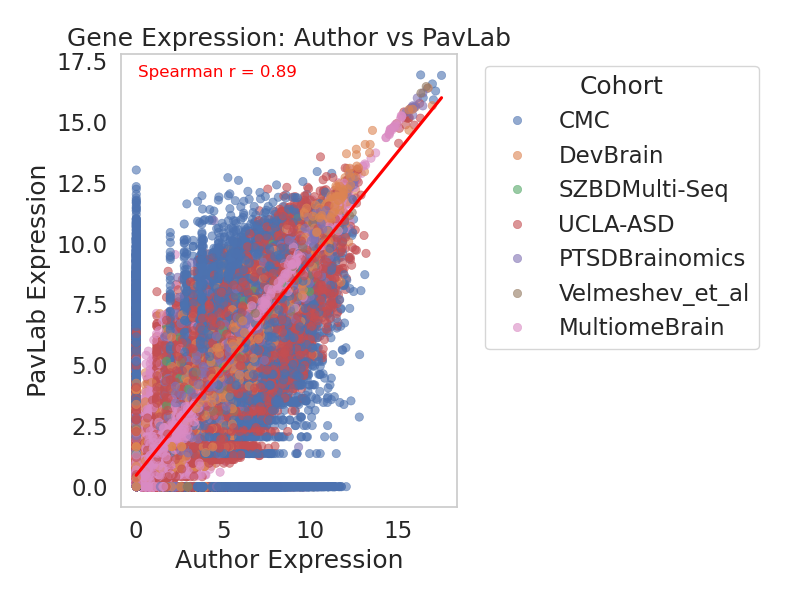 Gene Expression: Author vs PavLab
Spearman r = 0.89
17.5
15.0
12.5
10.0
7.5
5.0
2.5
0.0
PavLab Expression
0 5 10 15
Author Expression
Cohort
CMC
DevBrain
SZBDMulti-Seq
UCLA-ASD
PTSDBrainomics
Velmeshev_et_al
MultiomeBrain